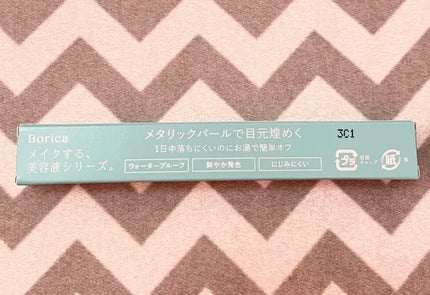 Borica
メイクする、
美容液シリーズ。
メタリックパールで目元煌めく
1日中落ちにくいのにお湯で簡単オフ
ウォータープルーフ
鮮やか発色
にじみにくい
301
プラ
紙